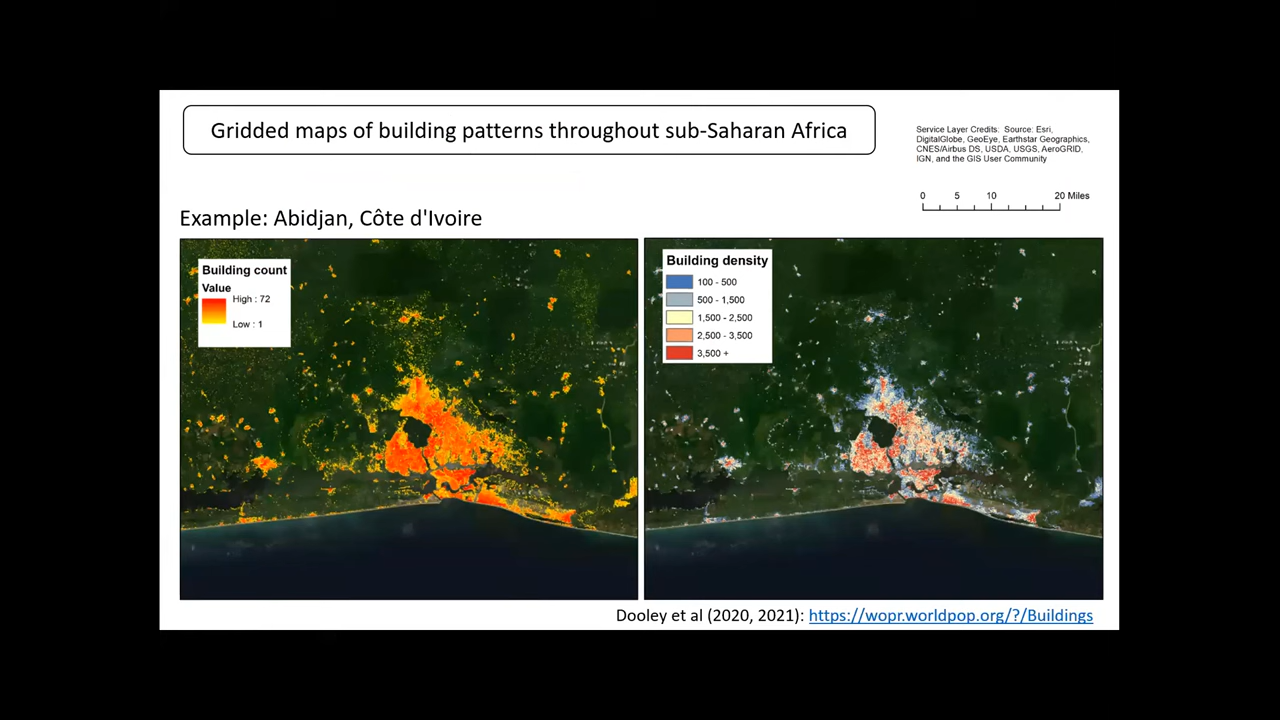 Gridded maps of building patterns throughout sub-Saharan Africa
Service Layer Credits: Source: Esri,
DigitalGlobe, GeoEye, Earthstar Geographics,
CNES/Airbus DS, USDA, USGS, AeroGRID,
IGN, and the GIS User Community
0 5 10 20 Miles
Example: Abidjan, Côte d'Ivoire
Building count
Value
High : 72
Low : 1
Building density
100 - 500
500 - 1,500
1,500 - 2,500
2,500 - 3,500
3,500 +
Dooley et al (2020, 2021): https://wopr.worldpop.org/?/Buildings